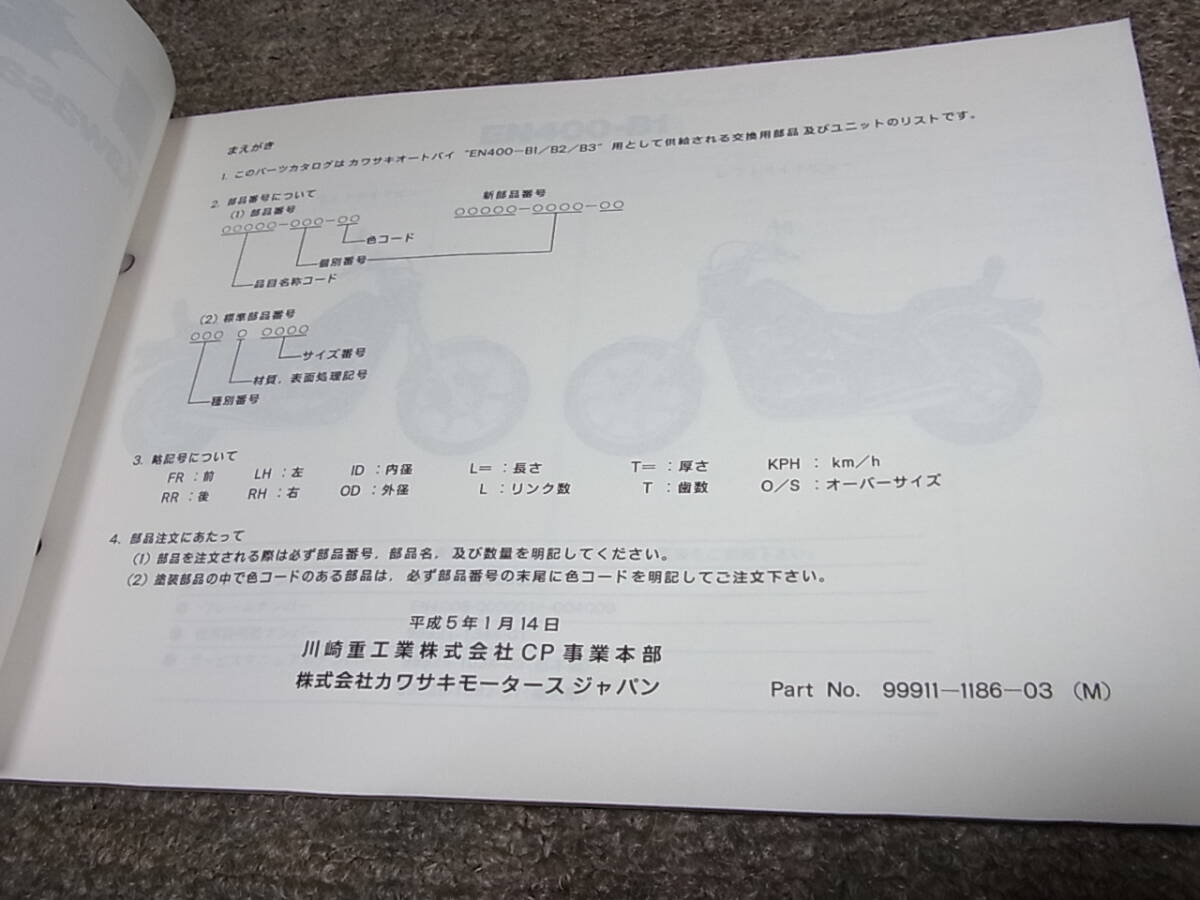 まえがき
1. このパーツカタログはカワサキオートバイ "EN400-B1/B2/B3" 用として供給される交換用部品及びユニットのリストです。
2. 部品番号について
(1) 部品番号
新部品番号
○○○○○-○○○-○○
○○○○○-○○○○-○○
色コード
個別番号
品目名称コード
(2) 標準部品番号
○○○ ○ ○○○○
サイズ番号
材質，表面処理記号
種別番号
3. 略記号について
FR：前 LH：左 ID：内径 L=：長さ T=：厚さ KPH： km/h
RR：後 RH：右 OD：外径 L：リンク数 T：歯数 O/S：オーバーサイズ
4. 部品注文にあたって
(1) 部品を注文される際は必ず部品番号，部品名，及び数量を明記してください。
(2) 塗装部品の中で色コードのある部品は，必ず部品番号の末尾に色コードを明記してご注文下さい。
平成5年1月14日
川崎重工業株式会社CP事業本部
株式会社カワサキモータースジャパン
Part No. 99911-1186-03 (M)